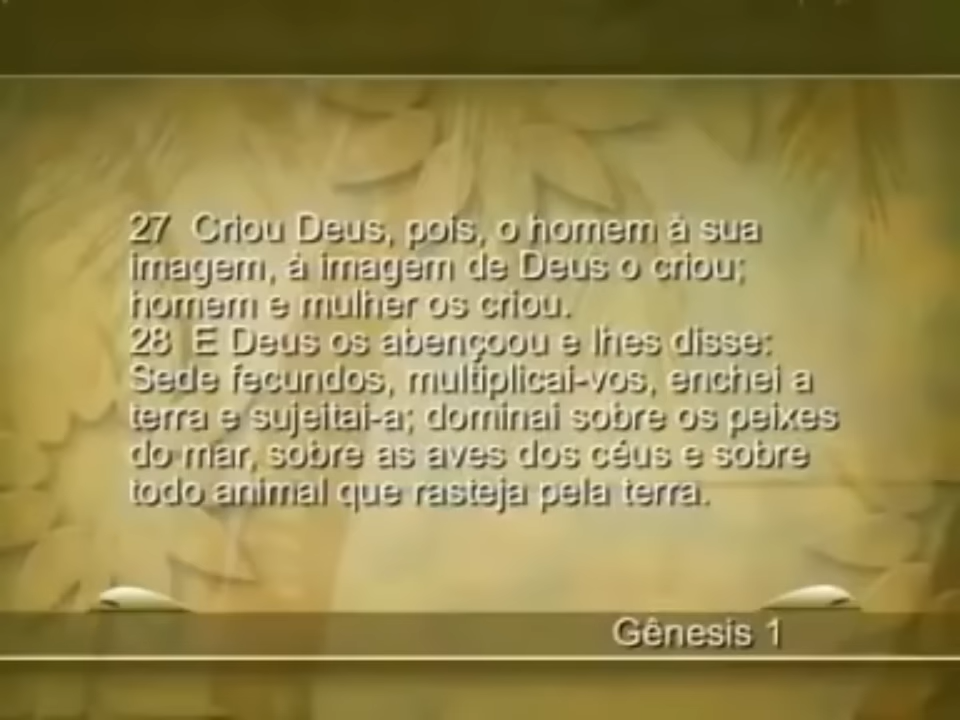 27 Criou Deus, pois, o homem à sua
imagem, à imagem de Deus o criou;
homem e mulher os criou.
28 E Deus os abençoou e lhes disse:
Sede fecundos, multiplicai-vos, enchei a
terra e sujeitai-a; dominai sobre os peixes
do mar, sobre as aves dos céus e sobre
todo animal que rasteja pela terra.
Gênesis 1